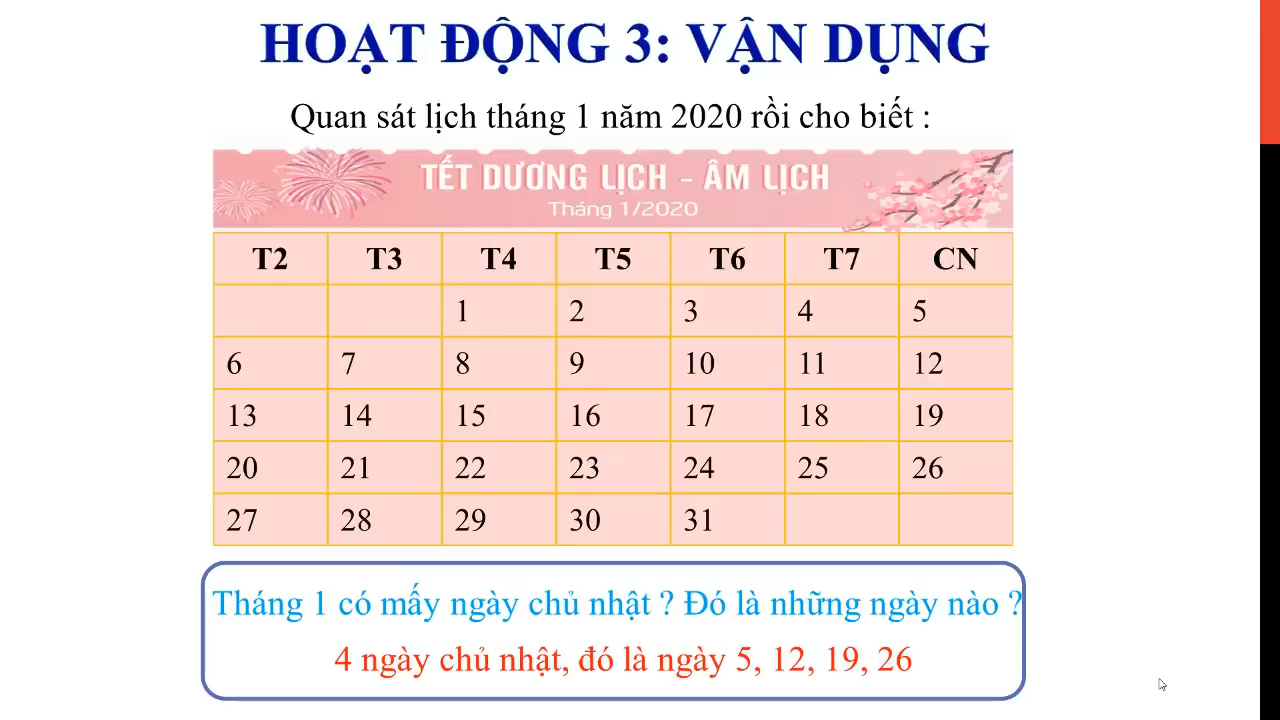 HOẠT ĐỘNG 3: VẬN DỤNG
Quan sát lịch tháng 1 năm 2020 rồi cho biết :
TẾT DƯƠNG LỊCH - ÂM LỊCH
Tháng 1/2020
T2 T3 T4 T5 T6 T7 CN
1 2 3 4 5
6 7 8 9 10 11 12
13 14 15 16 17 18 19
20 21 22 23 24 25 26
27 28 29 30 31
Tháng 1 có mấy ngày chủ nhật ? Đó là những ngày nào ?
4 ngày chủ nhật, đó là ngày 5, 12, 19, 26